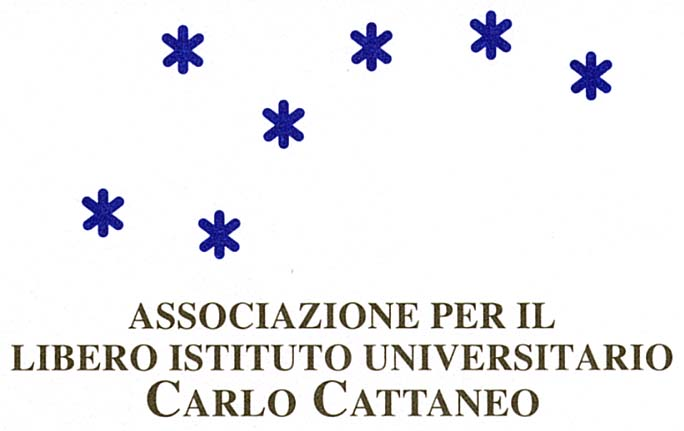 ASSOCIAZIONE PER IL
LIBERO ISTITUTO UNIVERSITARIO
CARLO CATTANEO